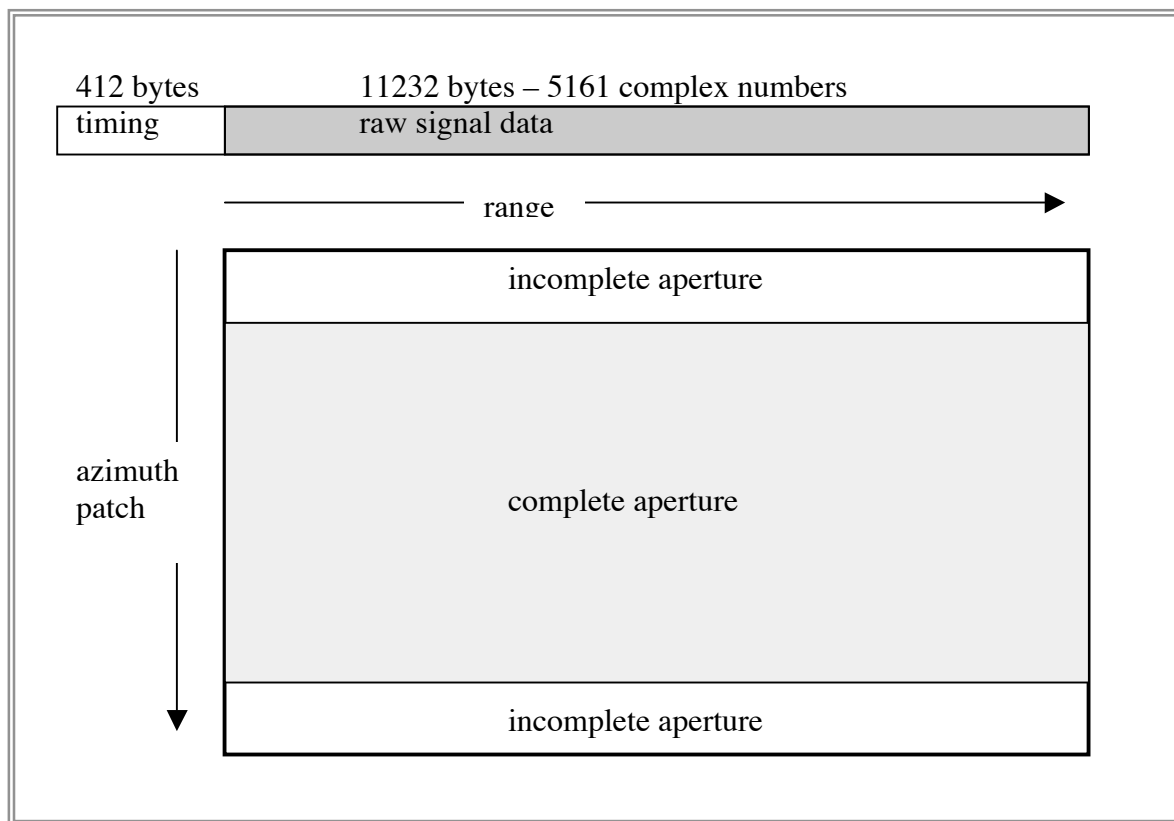 412 bytes 11232 bytes – 5161 complex numbers
timing raw signal data
range
incomplete aperture
azimuth
patch
complete aperture
incomplete aperture